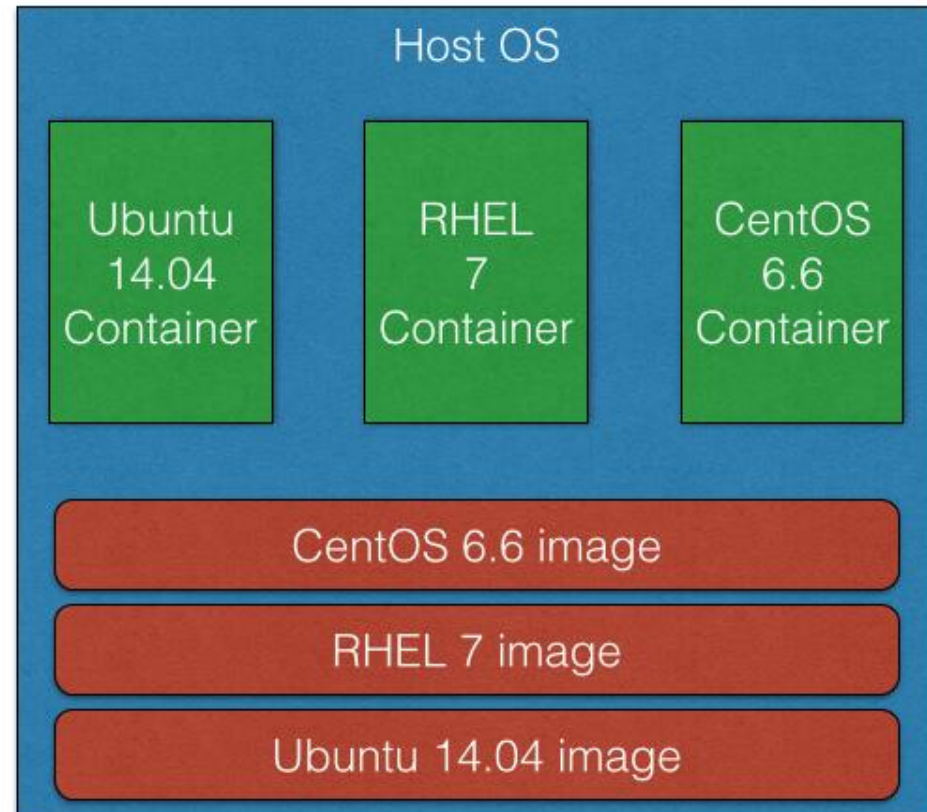 Host OS
Ubuntu
14.04
Container
RHEL
7
Container
CentOS
6.6
Container
CentOS 6.6 image
RHEL 7 image
Ubuntu 14.04 image